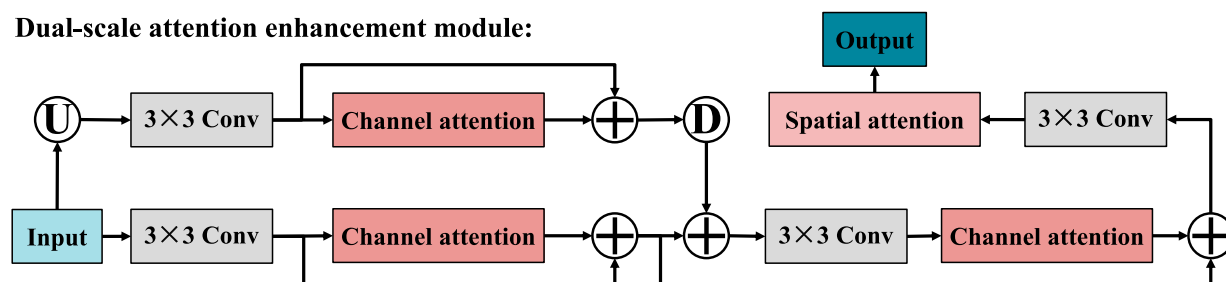 Dual-scale attention enhancement module:
Output
U
3×3 Conv
Channel attention
D
Spatial attention
3×3 Conv
Input
3×3 Conv
Channel attention
3×3 Conv
Channel attention